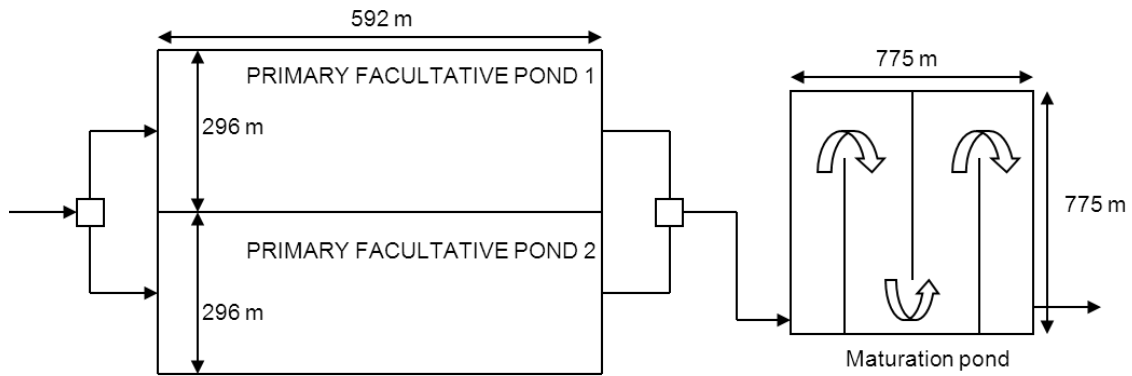 592 m
PRIMARY FACULTATIVE POND 1
296 m
PRIMARY FACULTATIVE POND 2
296 m
775 m
775 m
Maturation pond